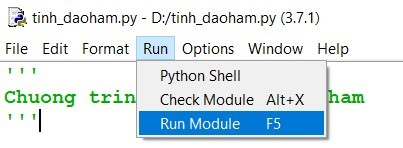 tinh_daoham.py - D:/tinh_daoham.py (3.7.1)
File Edit Format Run Options Window Help
'''
Python Shell
Chuong trin ham
Check Module Alt+X
'''
Run Module F5